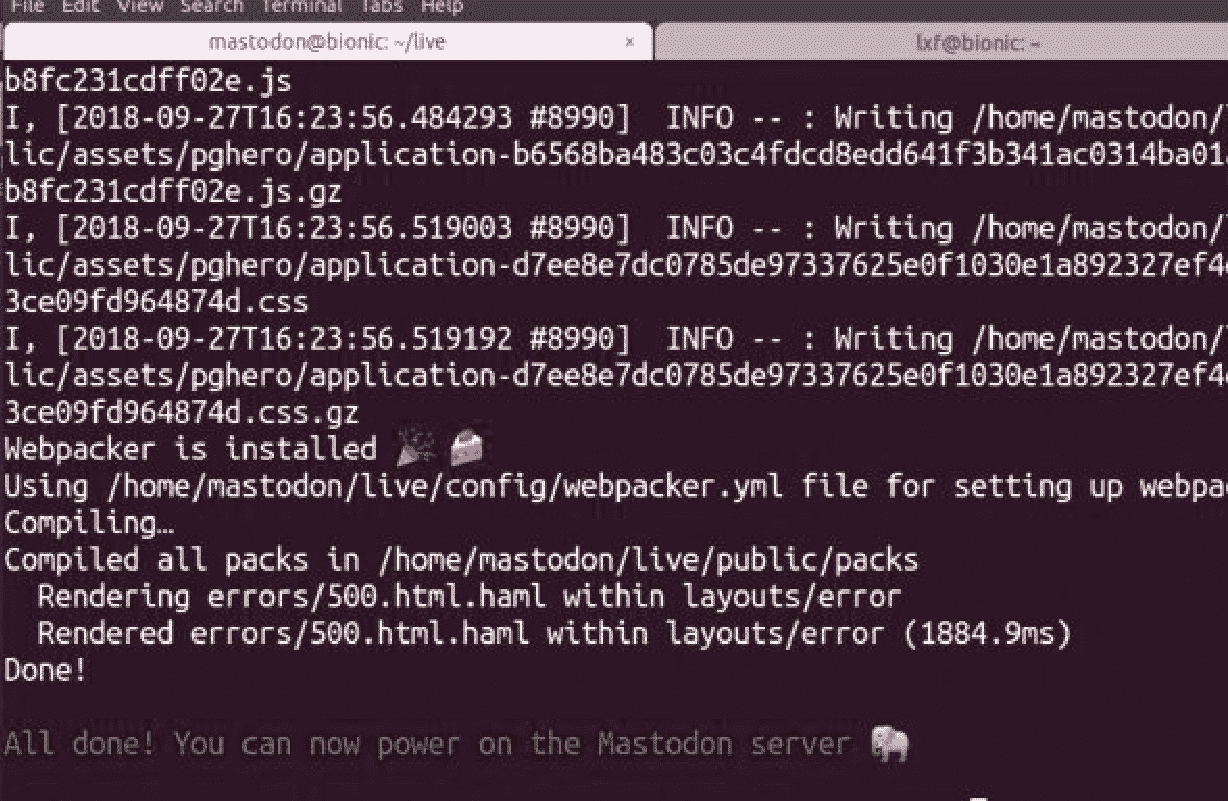 File Edit View Search Terminal Tabs Help
mastodon@bionic: ~/live × lxf@bionic: ~
b8fc231cdff02e.js
I, [2018-09-27T16:23:56.484293 #8990]  INFO -- : Writing /home/mastodon/
lic/assets/pghero/application-b6568ba483c03c4fdcd8edd641f3b341ac0314ba01
b8fc231cdff02e.js.gz
I, [2018-09-27T16:23:56.519003 #8990]  INFO -- : Writing /home/mastodon/
lic/assets/pghero/application-d7ee8e7dc0785de97337625e0f1030e1a892327ef4
3ce09fd964874d.css
I, [2018-09-27T16:23:56.519192 #8990]  INFO -- : Writing /home/mastodon/
lic/assets/pghero/application-d7ee8e7dc0785de97337625e0f1030e1a892327ef4
3ce09fd964874d.css.gz
Webpacker is installed 🎉 🍰
Using /home/mastodon/live/config/webpacker.yml file for setting up webpa
Compiling…
Compiled all packs in /home/mastodon/live/public/packs
  Rendering errors/500.html.haml within layouts/error
  Rendered errors/500.html.haml within layouts/error (1884.9ms)
Done!
All done! You can now power on the Mastodon server 🐘